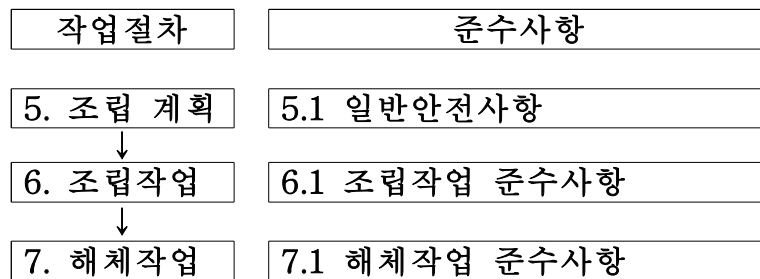 작업절차 준수사항
5. 조립 계획 5.1 일반안전사항
6. 조립작업 6.1 조립작업 준수사항
7. 해체작업 7.1 해체작업 준수사항